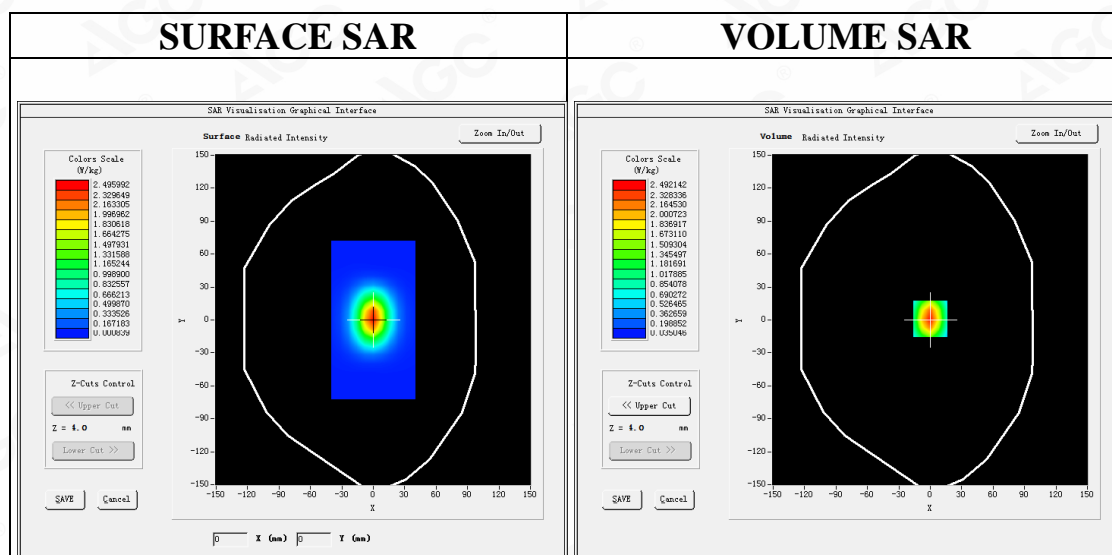 SURFACE SAR
VOLUME SAR
SAR Visualisation Graphical Interface
Surface Radiated Intensity
Zoom In/Out
Colors Scale
(W/kg)
2.495992
2.329649
2.163305
1.996962
1.830618
1.664275
1.497931
1.331588
1.165244
0.998900
0.832557
0.666213
0.499870
0.333526
0.167183
0.000839
Z-Cuts Control
<< Upper Cut
Z = 4.0 mm
Lower Cut >>
SAVE Cancel
150
120
90
60
30
0
-30
-60
-90
-120
-150
Y
-150 -120 -90 -60 -30 0 30 60 90 120 150
X
0 X (mm) 0 Y (mm)
SAR Visualisation Graphical Interface
Volume Radiated Intensity
Zoom In/Out
Colors Scale
(W/kg)
2.492142
2.328336
2.164530
2.000723
1.836917
1.673110
1.509304
1.345497
1.181691
1.017885
0.854078
0.690272
0.526465
0.362659
0.198852
0.035046
Z-Cuts Control
<< Upper Cut
Z = 4.0 mm
Lower Cut >>
SAVE Cancel
150
120
90
60
30
0
-30
-60
-90
-120
-150
Y
-150 -120 -90 -60 -30 0 30 60 90 120 150
X